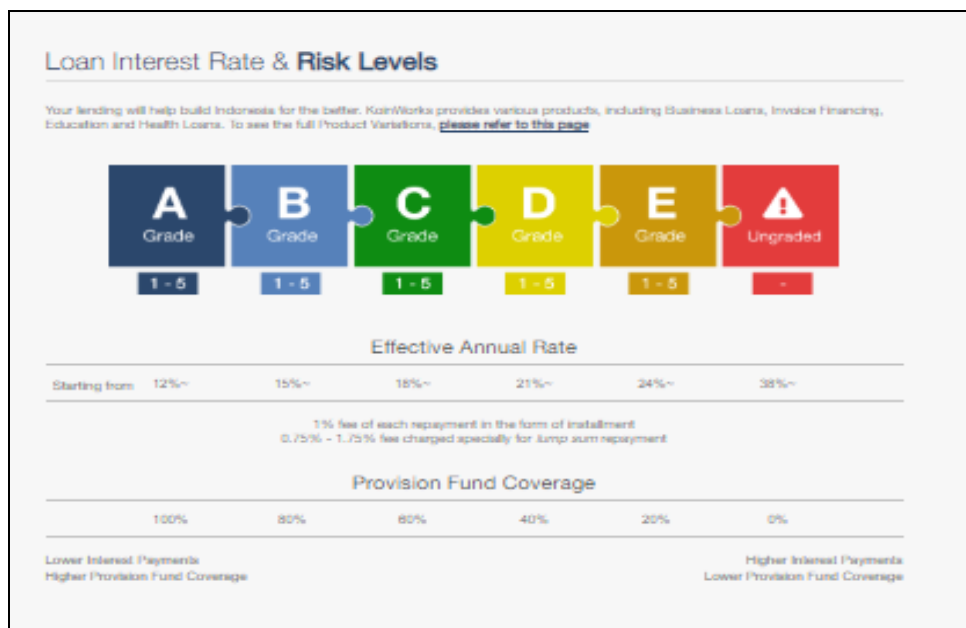 Loan Interest Rate & Risk Levels
Your lending will help build Indonesia for the better. KoinWorks provides various products, including Business Loans, Invoice Financing,
Education and Health Loans. To see the full Product Variations, please refer to this page
A B C D E
Grade Grade Grade Grade Grade Ungraded
1 - 5 1 - 5 1 - 5 1 - 5 1 - 5 -
Effective Annual Rate
Starting from 12%~ 15%~ 18%~ 21%~ 24%~ 38%~
1% fee of each repayment in the form of installment
0.75% - 1.75% fee charged specially for lump sum repayment
Provision Fund Coverage
100% 80% 60% 40% 20% 0%
Lower Interest Payments Higher Interest Payments
Higher Provision Fund Coverage Lower Provision Fund Coverage